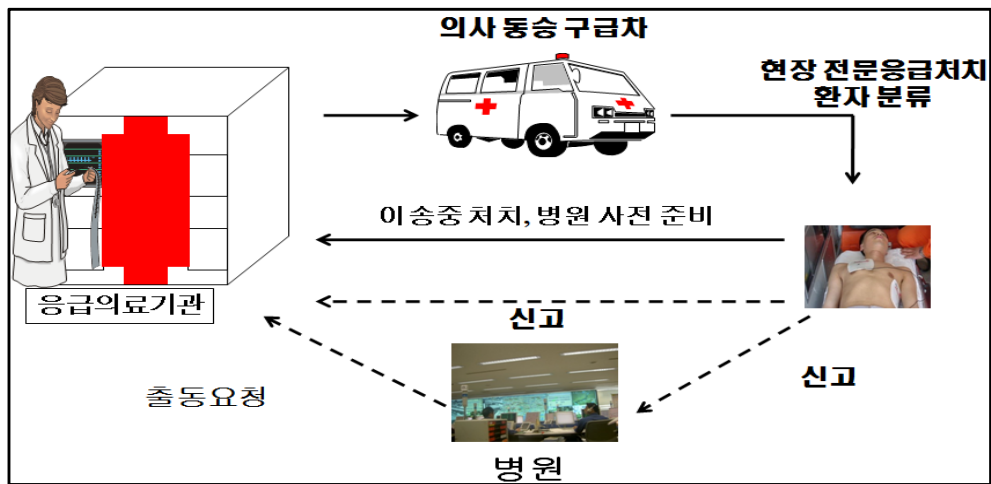 의사 동승 구급차
현장 전문응급처치
환자 분류
이송중 처치, 병원 사전 준비
응급의료기관
신고
신고
출동요청
병원